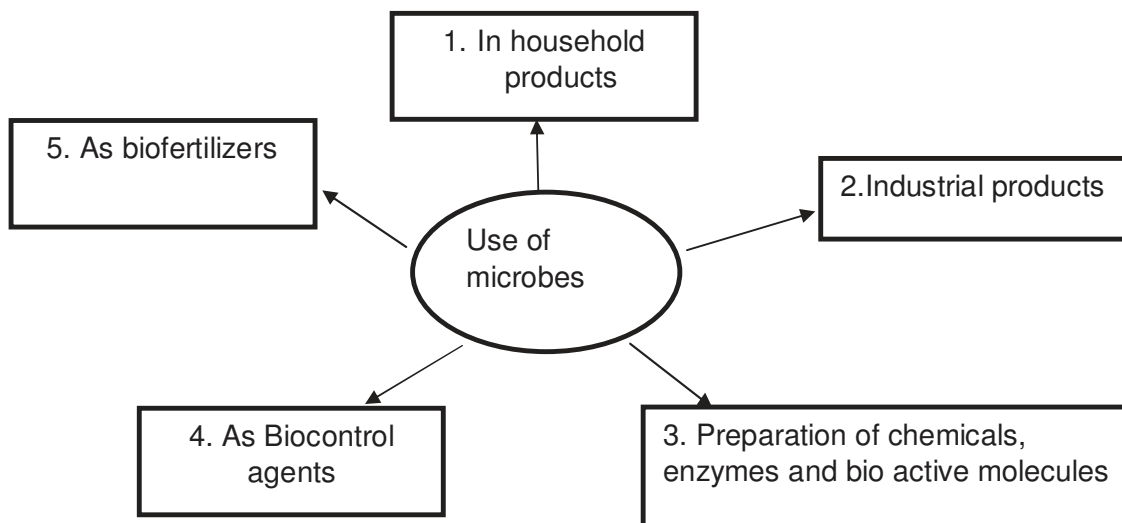 1. In household
products
5. As biofertilizers
2.Industrial products
Use of
microbes
4. As Biocontrol
agents
3. Preparation of chemicals,
enzymes and bio active molecules